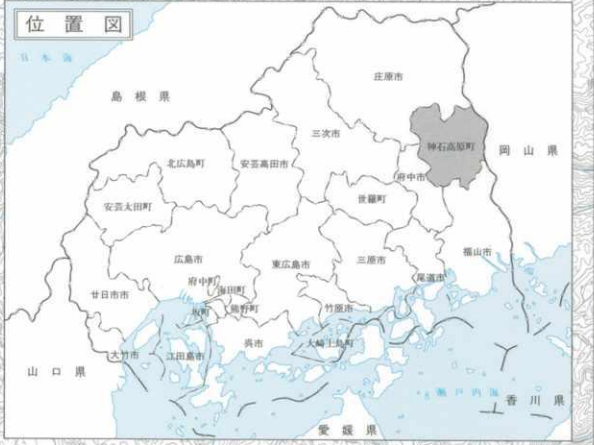 位置図
日本海
島根県
庄原市
三次市
神石高原町
岡山県
北広島町
安芸高田市
府中市
世羅町
安芸太田町
広島市
東広島市
三原市
福山市
尾道市
府中町
海田町
廿日市市
坂町
熊野町
竹原市
呉市
大崎上島町
大竹市
江田島市
山口県
瀬戸内海
香川県
愛媛県